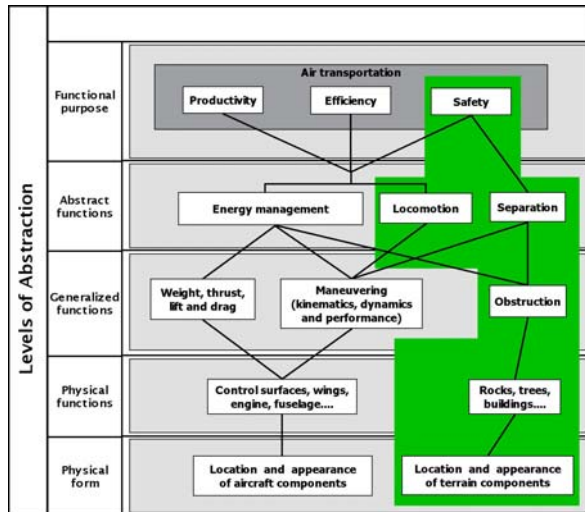 Levels of Abstraction
Functional
purpose
Air transportation
Productivity
Efficiency
Safety
Abstract
functions
Energy management
Locomotion
Separation
Generalized
functions
Weight, thrust,
lift and drag
Maneuvering
(kinematics, dynamics
and performance)
Obstruction
Physical
functions
Control surfaces, wings,
engine, fuselage....
Rocks, trees,
buildings....
Physical
form
Location and appearance
of aircraft components
Location and appearance
of terrain components